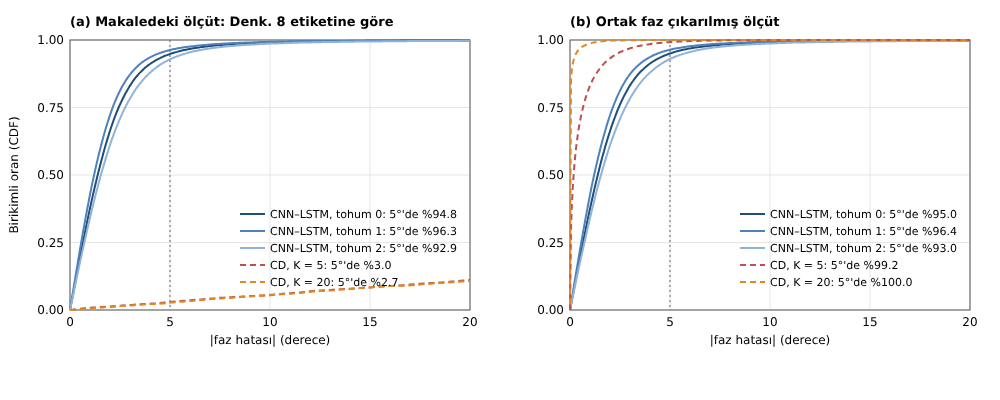 (a) Makaledeki ölçüt: Denk. 8 etiketine göre
1.00
0.75
0.50
0.25
0.00
Birikimli oran (CDF)
CNN–LSTM, tohum 0: 5°'de %94.8
CNN–LSTM, tohum 1: 5°'de %96.3
CNN–LSTM, tohum 2: 5°'de %92.9
CD, K = 5: 5°'de %3.0
CD, K = 20: 5°'de %2.7
0 5 10 15 20
|faz hatası| (derece)
(b) Ortak faz çıkarılmış ölçüt
1.00
0.75
0.50
0.25
0.00
CNN–LSTM, tohum 0: 5°'de %95.0
CNN–LSTM, tohum 1: 5°'de %96.4
CNN–LSTM, tohum 2: 5°'de %93.0
CD, K = 5: 5°'de %99.2
CD, K = 20: 5°'de %100.0
0 5 10 15 20
|faz hatası| (derece)